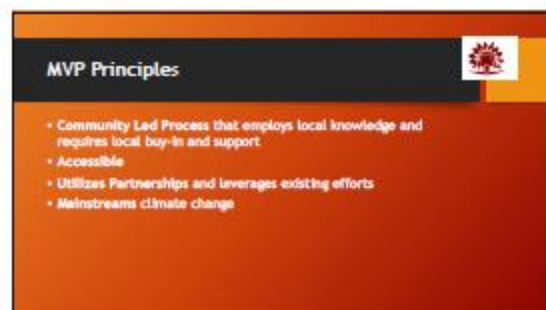 MVP Principles
• Community Led Process that employs local knowledge and
requires local buy-in and support
• Accessible
• Utilizes Partnerships and leverages existing efforts
• Mainstreams climate change